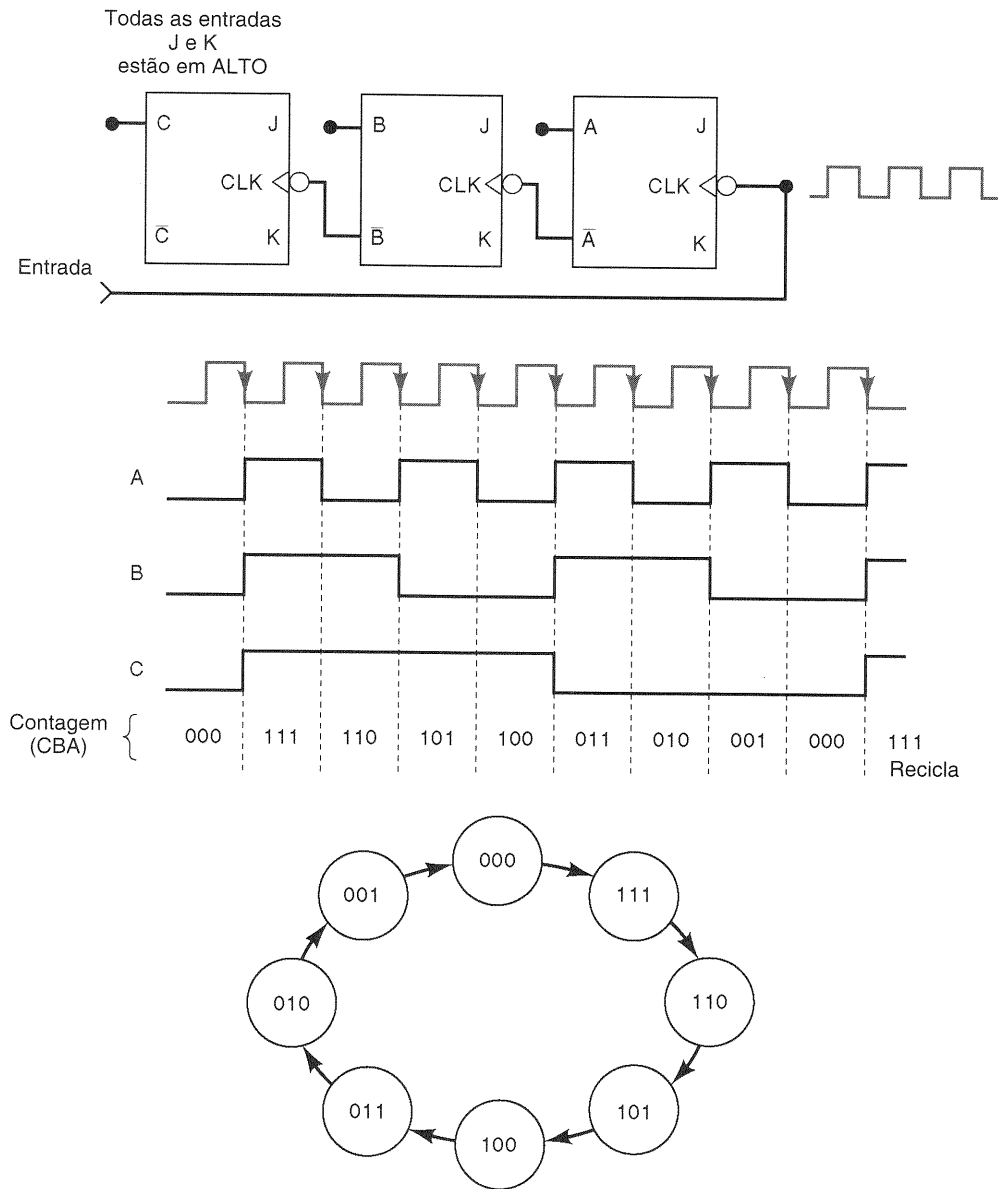 Todas as entradas
J e K
estão em ALTO
C J
B J
A J
CLK
CLK
CLK
C̅ K
B̅ K
A̅ K
Entrada
A
B
C
Contagem
(CBA)
000 111 110 101 100 011 010 001 000 111
Recicla
000
001
111
010
110
011
101
100